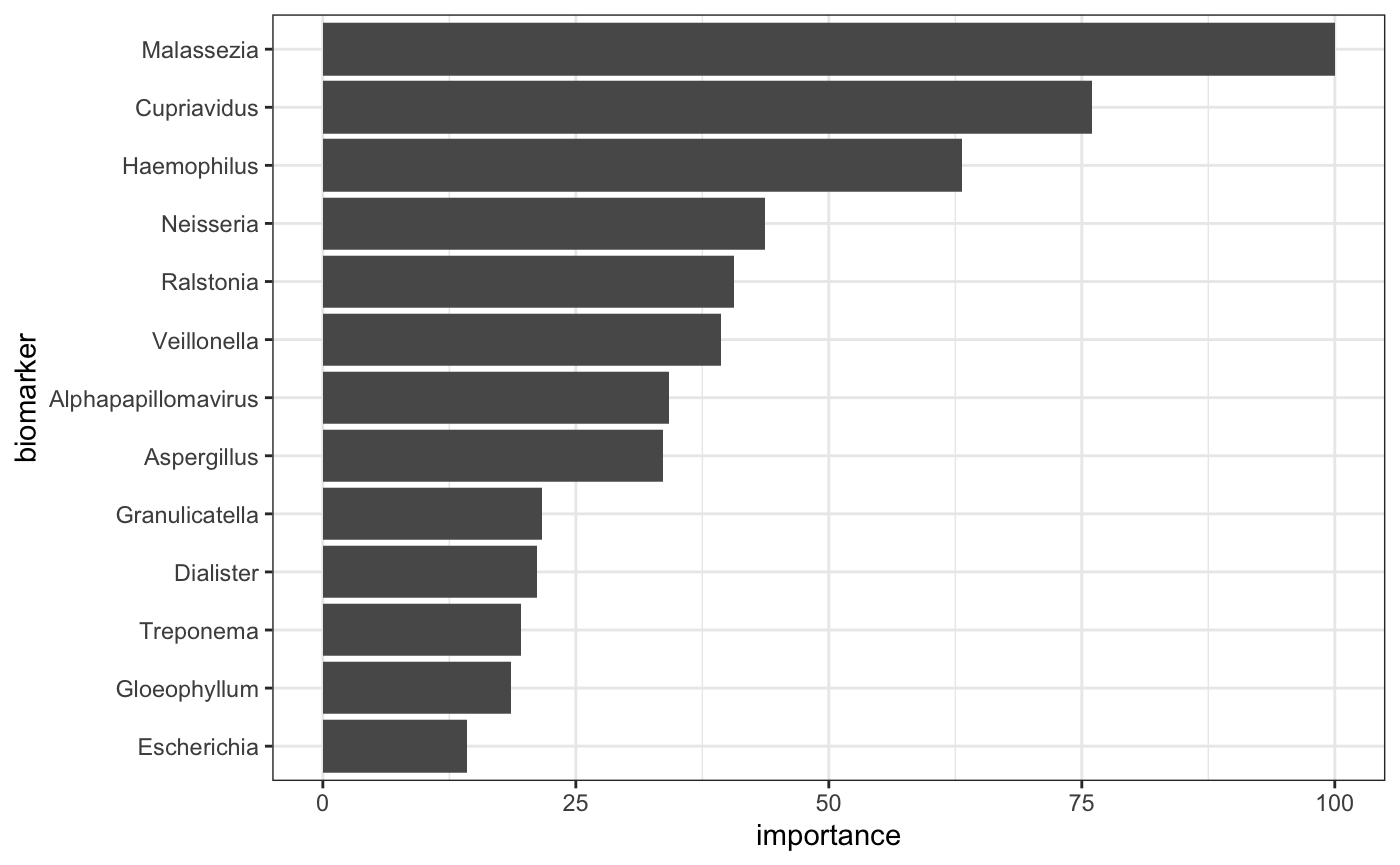 Malassezia
Cupriavidus
Haemophilus
Neisseria
Ralstonia
Veillonella
Alphapapillomavirus
Aspergillus
Granulicatella
Dialister
Treponema
Gloeophyllum
Escherichia
biomarker
0 25 50 75 100
importance